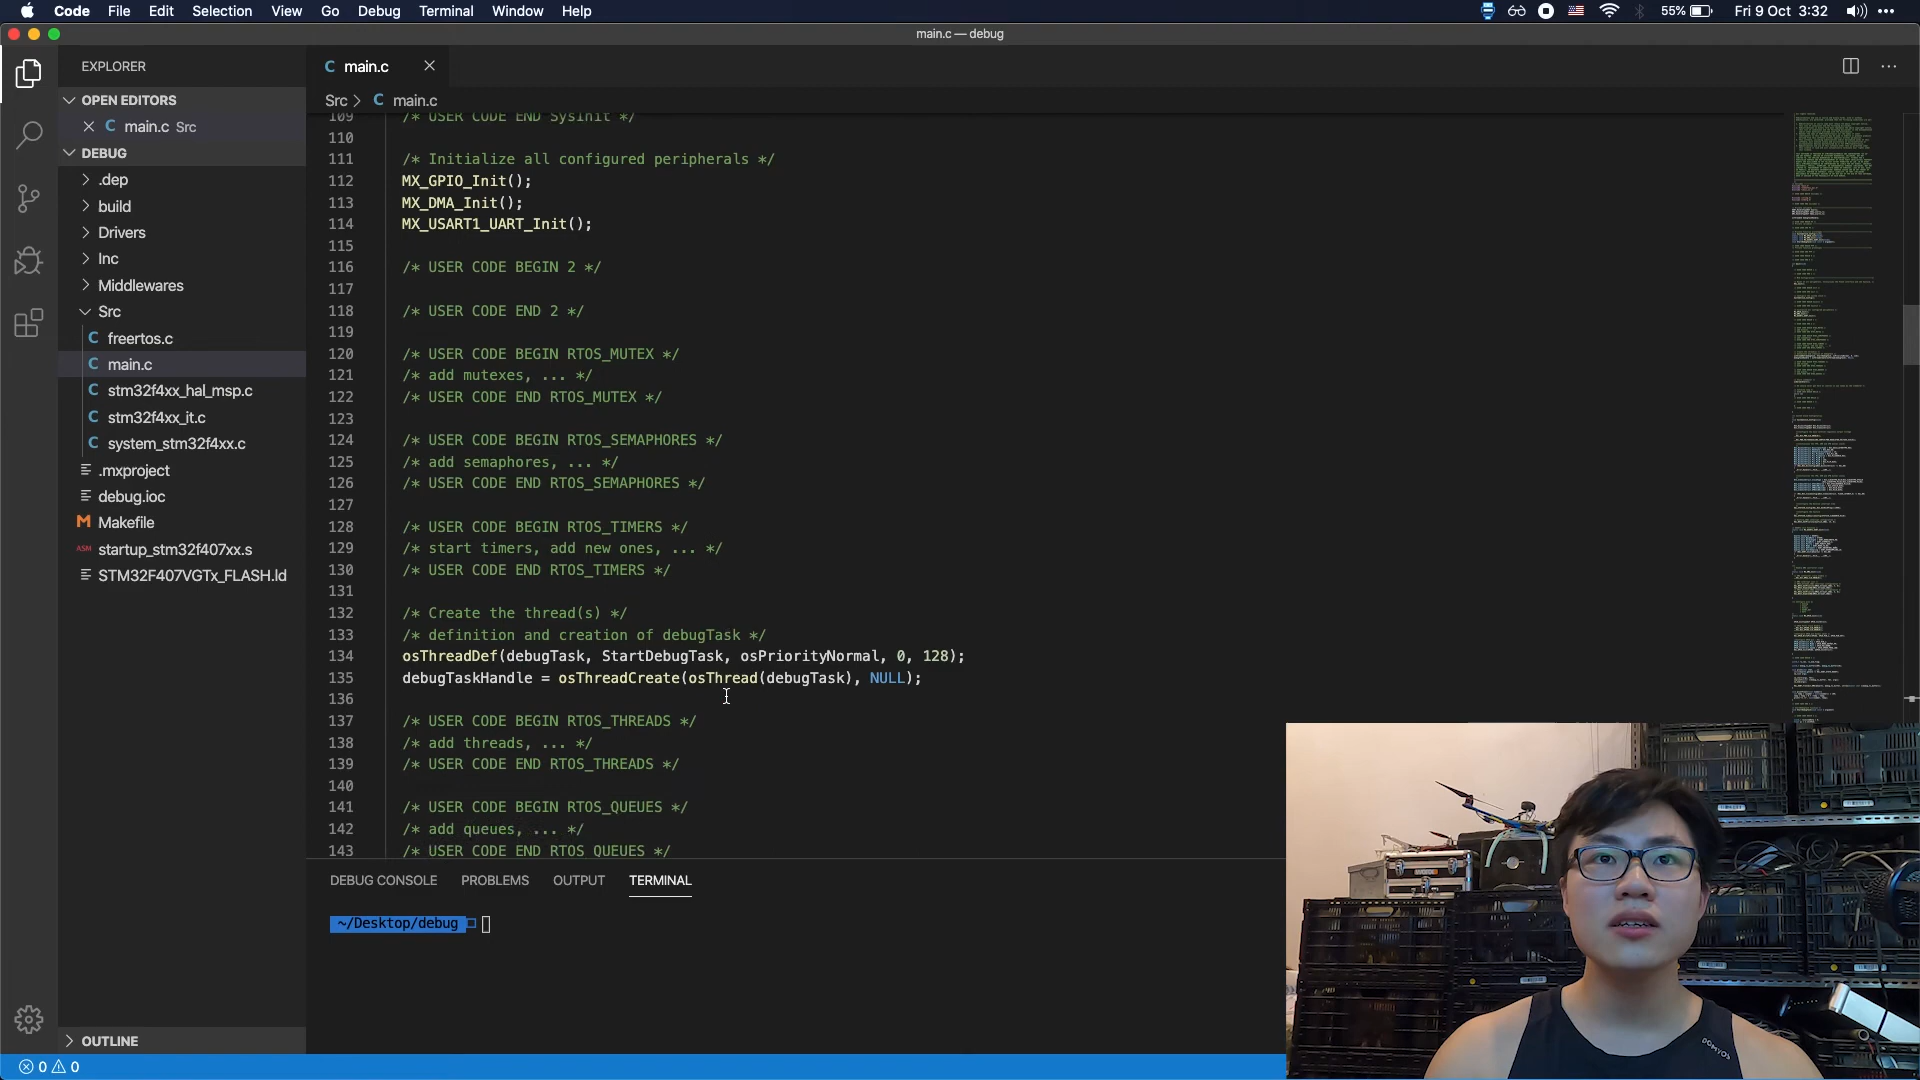 Code File Edit Selection View Go Debug Terminal Window Help 55% Fri 9 Oct 3:32
main.c — debug
EXPLORER
OPEN EDITORS
main.c Src
DEBUG
.dep
build
Drivers
Inc
Middlewares
Src
freertos.c
main.c
stm32f4xx_hal_msp.c
stm32f4xx_it.c
system_stm32f4xx.c
.mxproject
debug.ioc
Makefile
startup_stm32f407xx.s
STM32F407VGTx_FLASH.ld
OUTLINE
C main.c
Src > C main.c
109 /* USER CODE END SysInit */
110
111 /* Initialize all configured peripherals */
112 MX_GPIO_Init();
113 MX_DMA_Init();
114 MX_USART1_UART_Init();
115
116 /* USER CODE BEGIN 2 */
117
118 /* USER CODE END 2 */
119
120 /* USER CODE BEGIN RTOS_MUTEX */
121 /* add mutexes, ... */
122 /* USER CODE END RTOS_MUTEX */
123
124 /* USER CODE BEGIN RTOS_SEMAPHORES */
125 /* add semaphores, ... */
126 /* USER CODE END RTOS_SEMAPHORES */
127
128 /* USER CODE BEGIN RTOS_TIMERS */
129 /* start timers, add new ones, ... */
130 /* USER CODE END RTOS_TIMERS */
131
132 /* Create the thread(s) */
133 /* definition and creation of debugTask */
134 osThreadDef(debugTask, StartDebugTask, osPriorityNormal, 0, 128);
135 debugTaskHandle = osThreadCreate(osThread(debugTask), NULL);
136
137 /* USER CODE BEGIN RTOS_THREADS */
138 /* add threads, ... */
139 /* USER CODE END RTOS_THREADS */
140
141 /* USER CODE BEGIN RTOS_QUEUES */
142 /* add queues, ... */
143 /* USER CODE END RTOS_QUEUES */
DEBUG CONSOLE PROBLEMS OUTPUT TERMINAL
~/Desktop/debug
0 0
DOMYOS